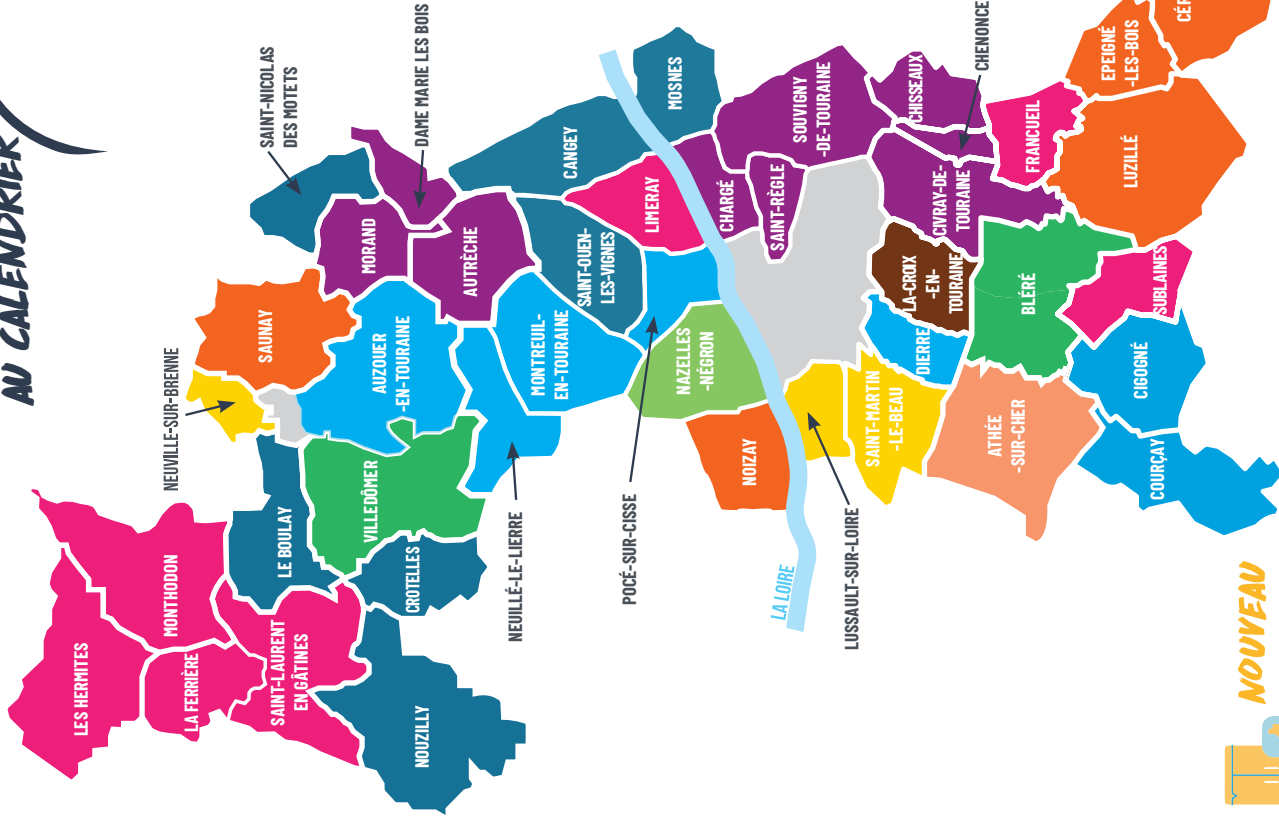 AU CALENDRIER
LES HERMITES
MONTHODON
LA FERRIÈRE
NEUVILLE-SUR-BRENNE
SAINT-LAURENT
EN GÂTINES
LE BOULAY
SAUNAY
SAINT-NICOLAS
DES MOTETS
VILLEDÔMER
AUZOUER
-EN-TOURAINE
MORAND
NOUZILLY
CROTELLES
DAME MARIE LES BOIS
AUTRÈCHE
NEUILLÉ-LE-LIERRE
MONTREUIL-
EN-TOURAINE
CANGEY
SAINT-OUEN-
LES-VIGNES
POCÉ-SUR-CISSE
LIMERAY
MOSNES
NAZELLES
-NÉGRON
CHARGÉ
NOIZAY
SAINT-RÈGLE
LA LOIRE
SOUVIGNY
-DE-TOURAINE
LUSSAULT-SUR-LOIRE
SAINT-MARTIN
-LE-BEAU
DIERRE
LA-CROIX
-EN-
TOURAINE
CHISSEAUX
CIVRAY-DE-
TOURAINE
CHENONCE
ATHÉE
-SUR-CHER
BLÉRÉ
FRANCUEIL
EPEIGNÉ
-LES-BOIS
LUZILLÉ
CIGOGNÉ
SUBLAINES
COURÇAY
NOUVEAU